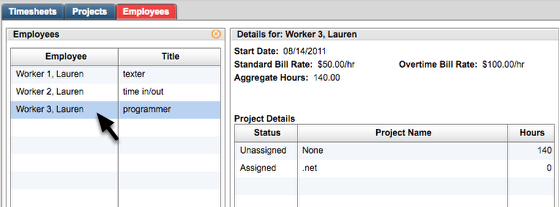 Timesheets Projects Employees
Employees
Employee Title
Worker 1, Lauren texter
Worker 2, Lauren time in/out
Worker 3, Lauren programmer
Details for: Worker 3, Lauren
Start Date: 08/14/2011
Standard Bill Rate: $50.00/hr Overtime Bill Rate: $100.00/hr
Aggregate Hours: 140.00
Project Details
Status Project Name Hours
Unassigned None 140
Assigned .net 0